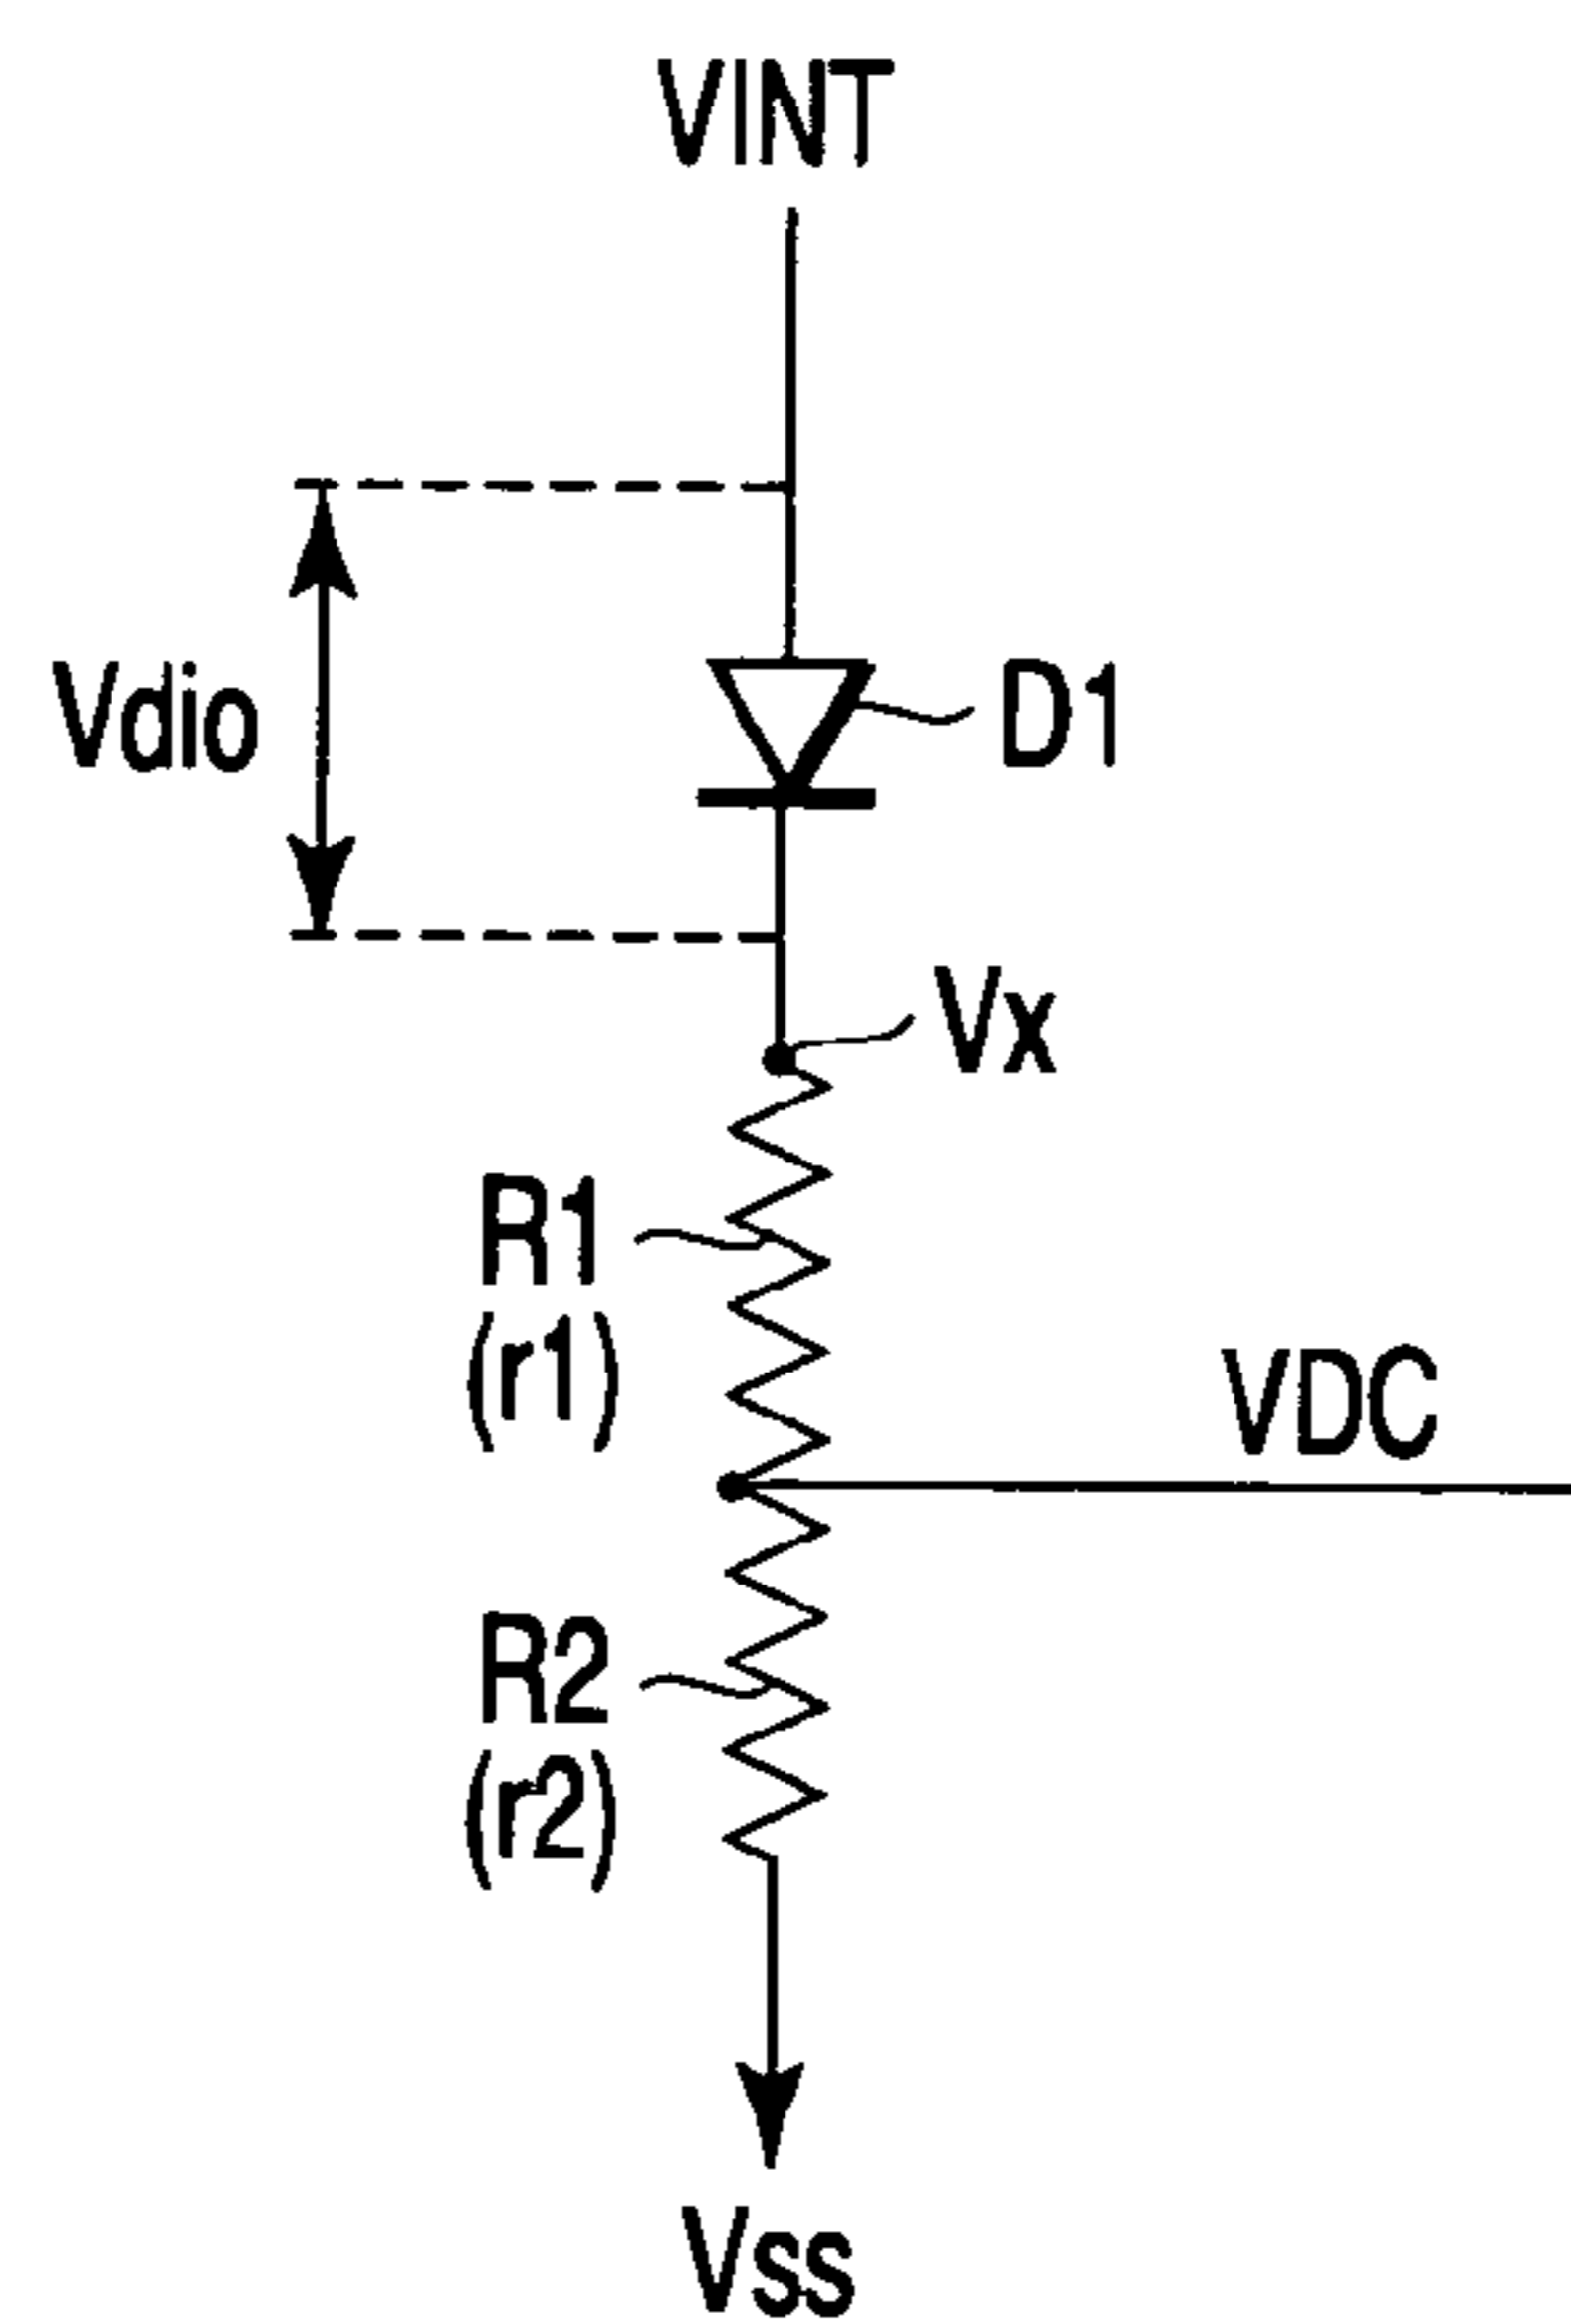 VINT
Vdio
D1
Vx
R1
(r1)
VDC
R2
(r2)
Vss